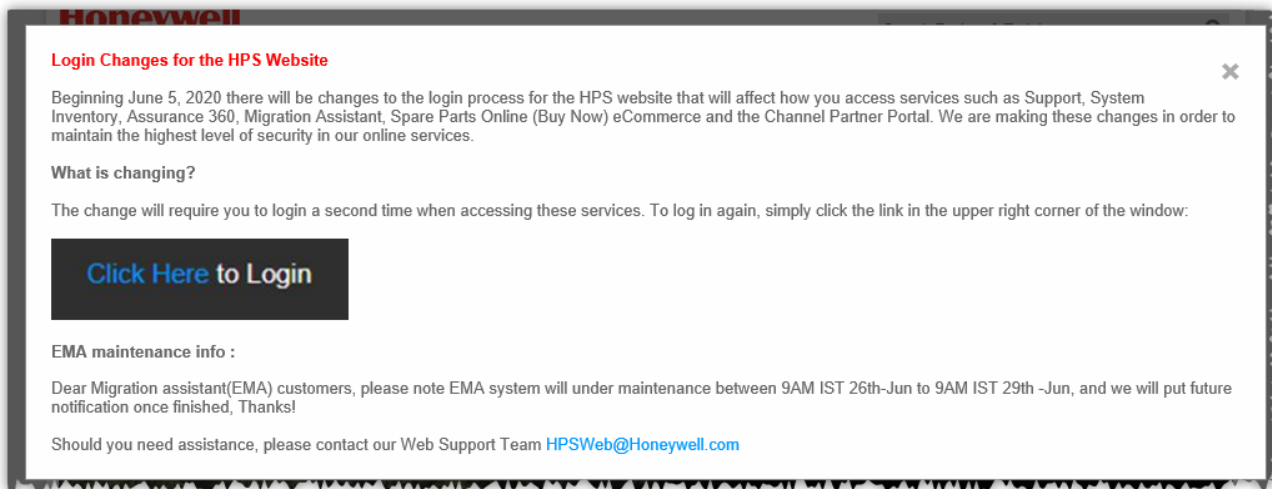 Honeywell
Login Changes for the HPS Website
Beginning June 5, 2020 there will be changes to the login process for the HPS website that will affect how you access services such as Support, System
Inventory, Assurance 360, Migration Assistant, Spare Parts Online (Buy Now) eCommerce and the Channel Partner Portal. We are making these changes in order to
maintain the highest level of security in our online services.
What is changing?
The change will require you to login a second time when accessing these services. To log in again, simply click the link in the upper right corner of the window:
Click Here to Login
EMA maintenance info :
Dear Migration assistant(EMA) customers, please note EMA system will under maintenance between 9AM IST 26th-Jun to 9AM IST 29th -Jun, and we will put future
notification once finished, Thanks!
Should you need assistance, please contact our Web Support Team HPSWeb@Honeywell.com